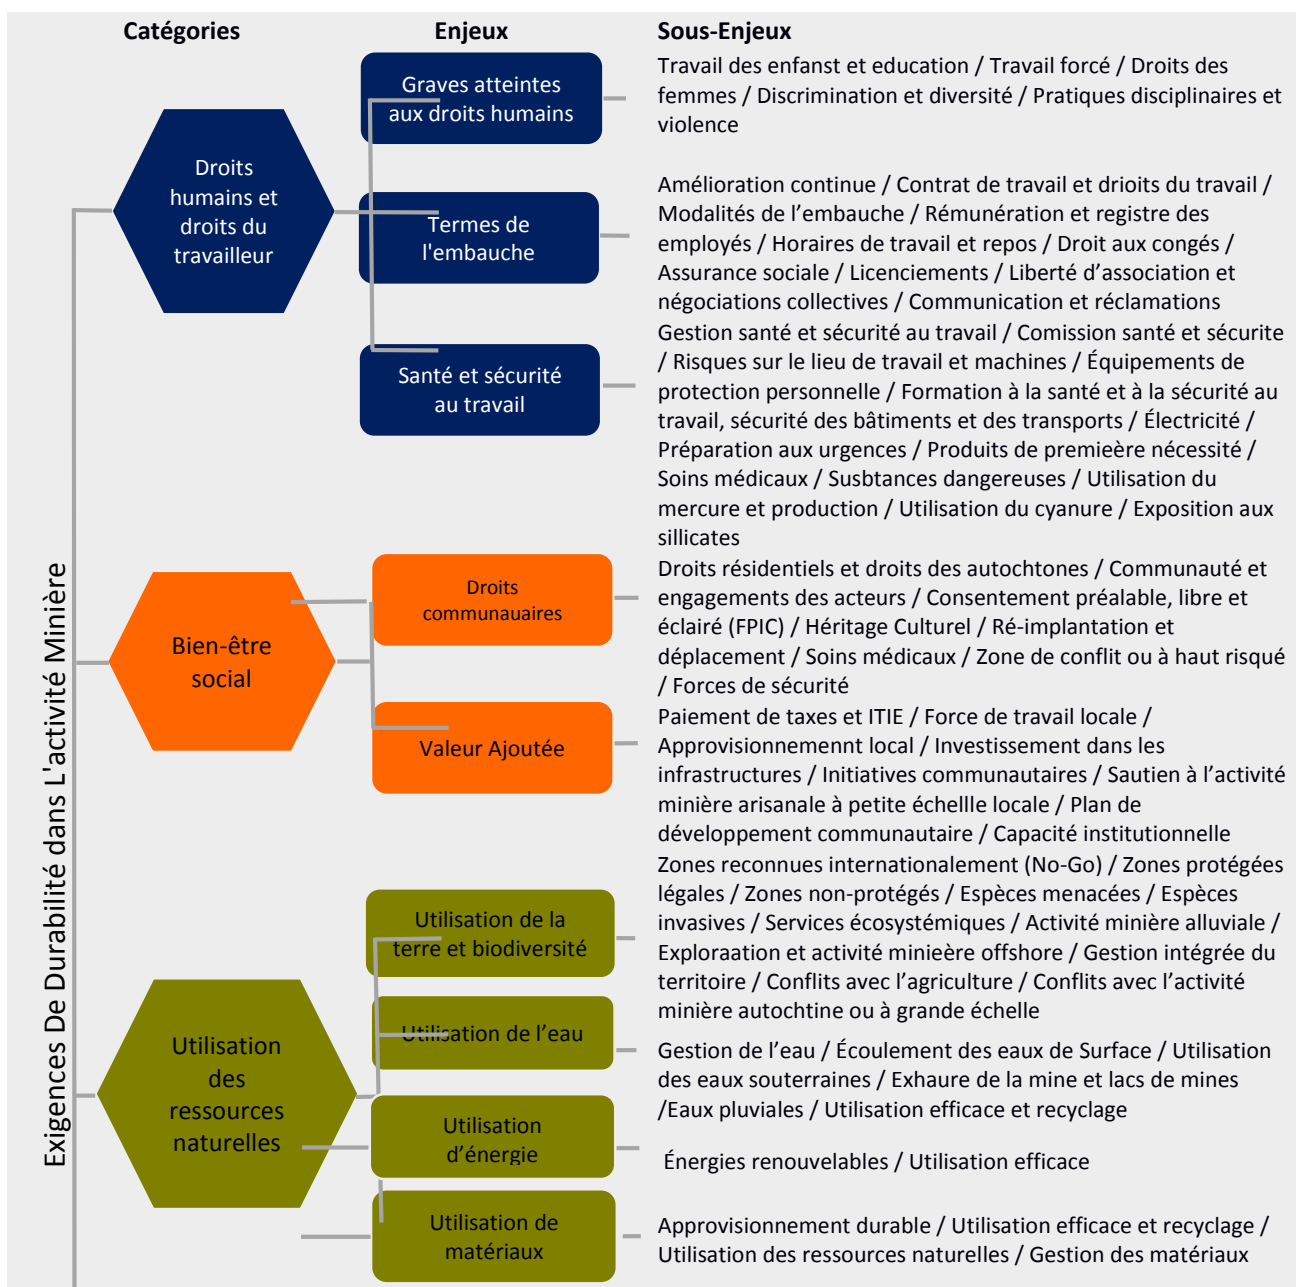 Catégories Enjeux Sous-Enjeux
Exigences De Durabilité dans L'activité Minière
Droits
humains et
droits du
travailleur
Graves atteintes
aux droits humains
Travail des enfanst et education / Travail forcé / Droits des
femmes / Discrimination et diversité / Pratiques disciplinaires et
violence
Termes de
l'embauche
Amélioration continue / Contrat de travail et drioits du travail /
Modalités de l’embauche / Rémunération et registre des
employés / Horaires de travail et repos / Droit aux congés /
Assurance sociale / Licenciements / Liberté d’association et
négociations collectives / Communication et réclamations
Santé et sécurité
au travail
Gestion santé et sécurité au travail / Comission santé et sécurite
/ Risques sur le lieu de travail et machines / Équipements de
protection personnelle / Formation à la santé et à la sécurité au
travail, sécurité des bâtiments et des transports / Électricité /
Préparation aux urgences / Produits de premieère nécessité /
Soins médicaux / Susbtances dangereuses / Utilisation du
mercure et production / Utilisation du cyanure / Exposition aux
sillicates
Bien-être
social
Droits
communauaires
Droits résidentiels et droits des autochtones / Communauté et
engagements des acteurs / Consentement préalable, libre et
éclairé (FPIC) / Héritage Culturel / Ré-implantation et
déplacement / Soins médicaux / Zone de conflit ou à haut risqué
/ Forces de sécurité
Valeur Ajoutée
Paiement de taxes et ITIE / Force de travail locale /
Approvisionnemennt local / Investissement dans les
infrastructures / Initiatives communautaires / Sautien à l’activité
minière arisanale à petite échellle locale / Plan de
développement communautaire / Capacité institutionnelle
Utilisation
des
ressources
naturelles
Utilisation de la
terre et biodiversité
Zones reconnues internationalement (No-Go) / Zones protégées
légales / Zones non-protégés / Espèces menacées / Espèces
invasives / Services écosystémiques / Activité minière alluviale /
Exploraation et activité minieère offshore / Gestion intégrée du
territoire / Conflits avec l’agriculture / Conflits avec l’activité
minière autochtine ou à grande échelle
Utilisation de l’eau
Gestion de l’eau / Écoulement des eaux de Surface / Utilisation
des eaux souterraines / Exhaure de la mine et lacs de mines
/Eaux pluviales / Utilisation efficace et recyclage
Utilisation
d’énergie
Énergies renouvelables / Utilisation efficace
Utilisation de
matériaux
Approvisionnement durable / Utilisation efficace et recyclage /
Utilisation des ressources naturelles / Gestion des matériaux